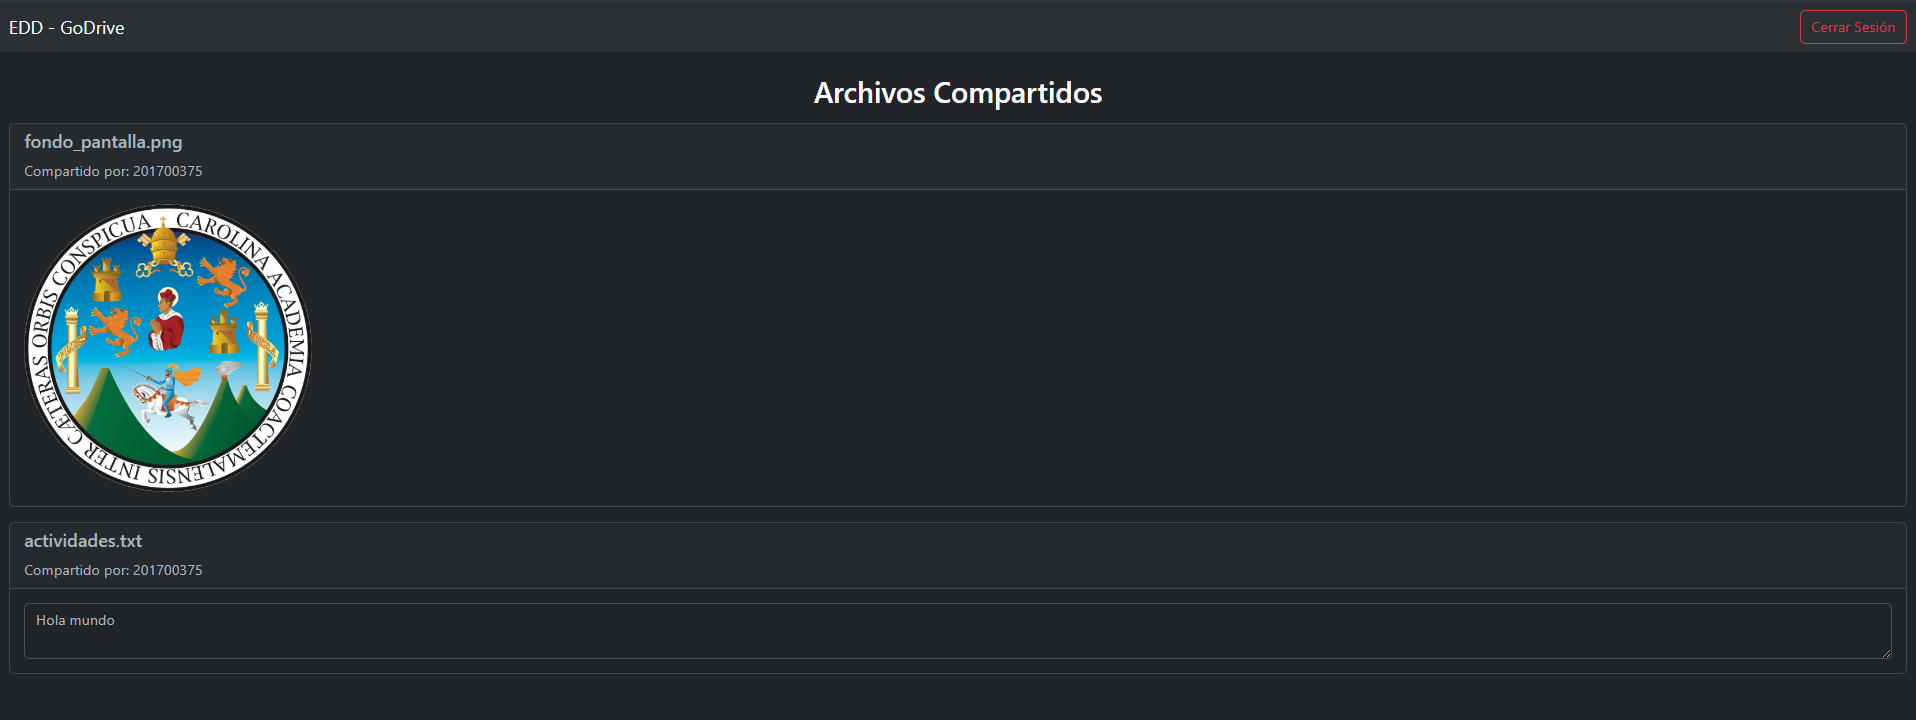 EDD - GoDrive
Cerrar Sesión
Archivos Compartidos
fondo_pantalla.png
Compartido por: 201700375
CAROLINA ACADEMIA COACTEMALENSIS INTER CÆTERAS ORBIS CONSPICUA
actividades.txt
Compartido por: 201700375
Hola mundo